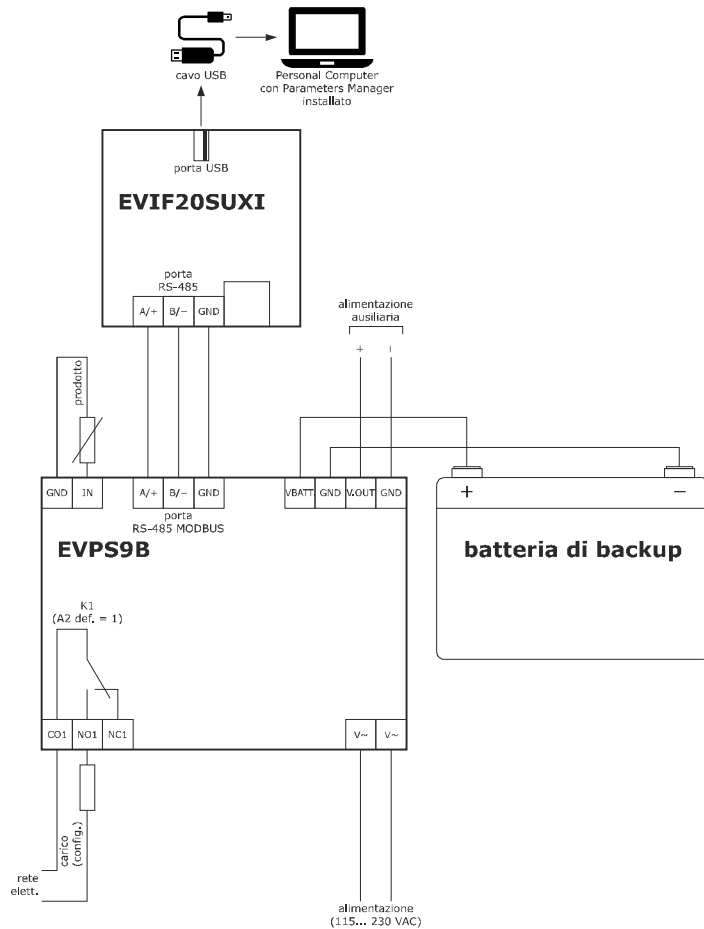 cavo USB
Personal Computer
con Parameters Manager
installato
porta USB
EVIF20SUXI
porta
RS-485
A/+ B/− GND
alimentazione
ausiliaria
+
prodotto
GND IN A/+ B/− GND VBATT GND V.OUT GND
+ −
porta
RS-485 MODBUS
EVPS9B
batteria di backup
K1
(A2 def. = 1)
CO1 NO1 NC1 V~ V~
carico
(config.)
rete
elett.
alimentazione
(115... 230 VAC)